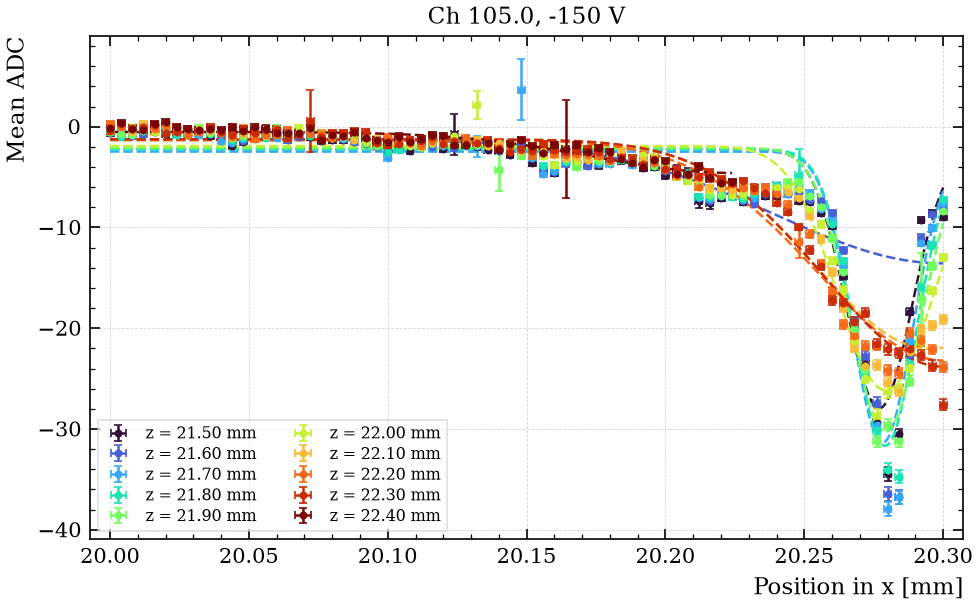 Ch 105.0, -150 V
Mean ADC
0
−10
−20
−30
−40
z = 21.50 mm
z = 21.60 mm
z = 21.70 mm
z = 21.80 mm
z = 21.90 mm
z = 22.00 mm
z = 22.10 mm
z = 22.20 mm
z = 22.30 mm
z = 22.40 mm
20.00 20.05 20.10 20.15 20.20 20.25 20.30
Position in x [mm]